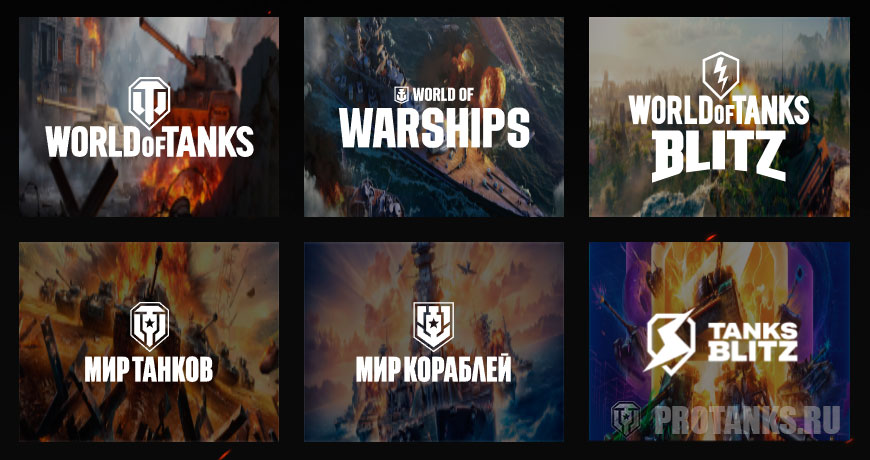 WORLD OF TANKS
WORLD OF
WARSHIPS
WORLD OF TANKS
BLITZ
МИР ТАНКОВ
МИР КОРАБЛЕЙ
TANKS
BLITZ
PROTANKS.RU